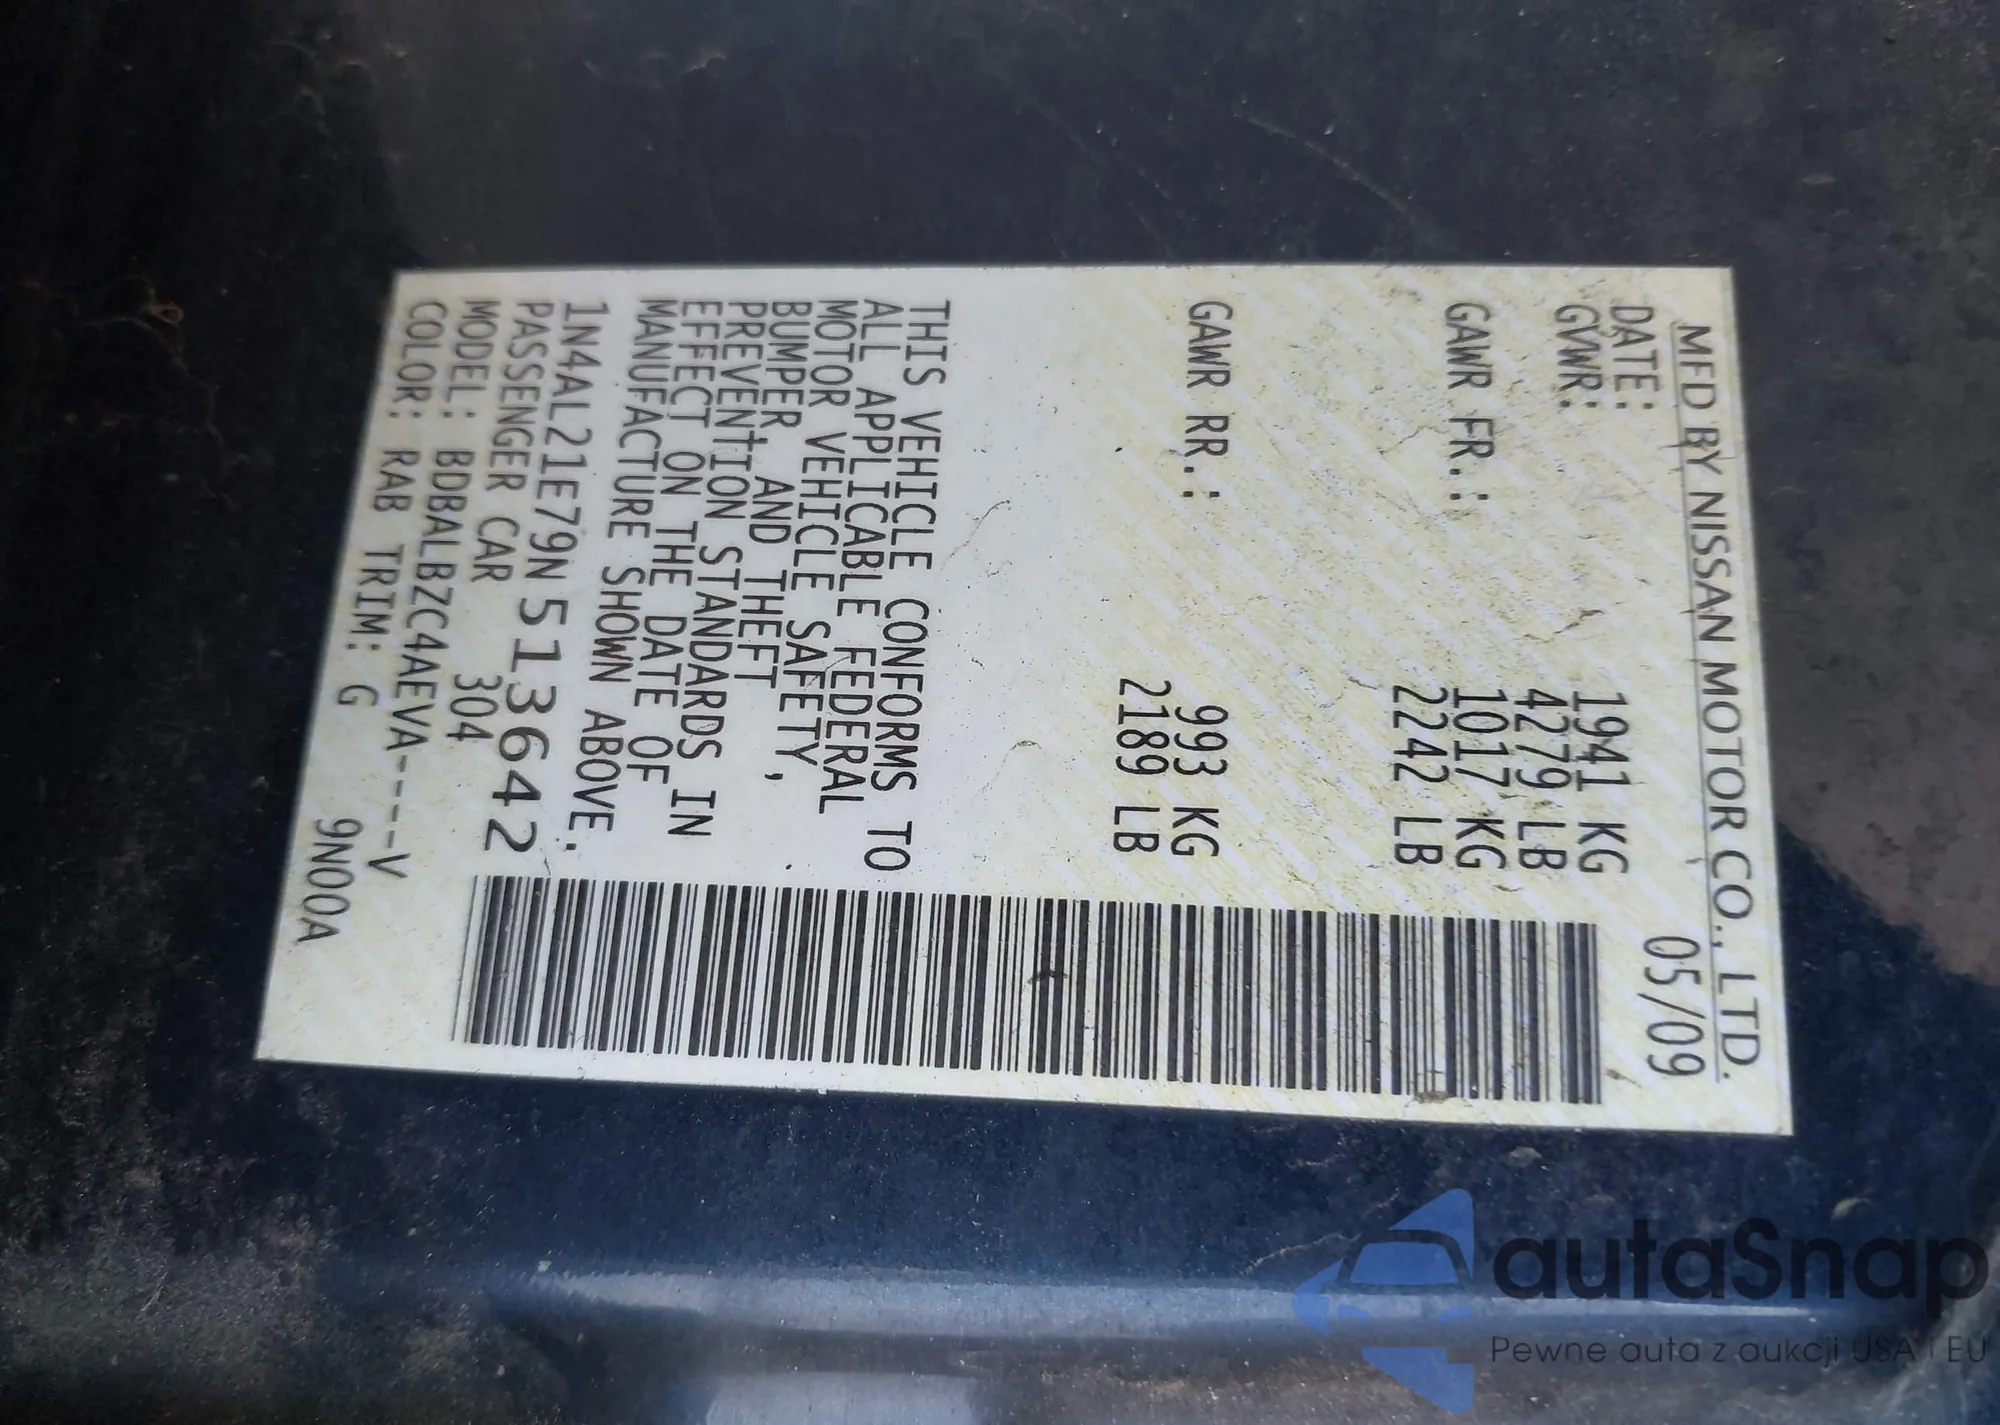 MFD BY NISSAN MOTOR CO., LTD.
DATE: 05/09
GVWR: 1941 KG
4279 LB
GAWR FR.: 1017 KG
2242 LB
GAWR RR.: 993 KG
2189 LB
THIS VEHICLE CONFORMS TO
ALL APPLICABLE FEDERAL
MOTOR VEHICLE SAFETY,
BUMPER, AND THEFT
PREVENTION STANDARDS IN
EFFECT ON THE DATE OF
MANUFACTURE SHOWN ABOVE.
1N4AL21E79N513642
PASSENGER CAR 304
MODEL: BDBALBZC4AEVA----V
COLOR: RAB TRIM: G 9N00A
autaSnap
Pewne auta z aukcji USA i EU